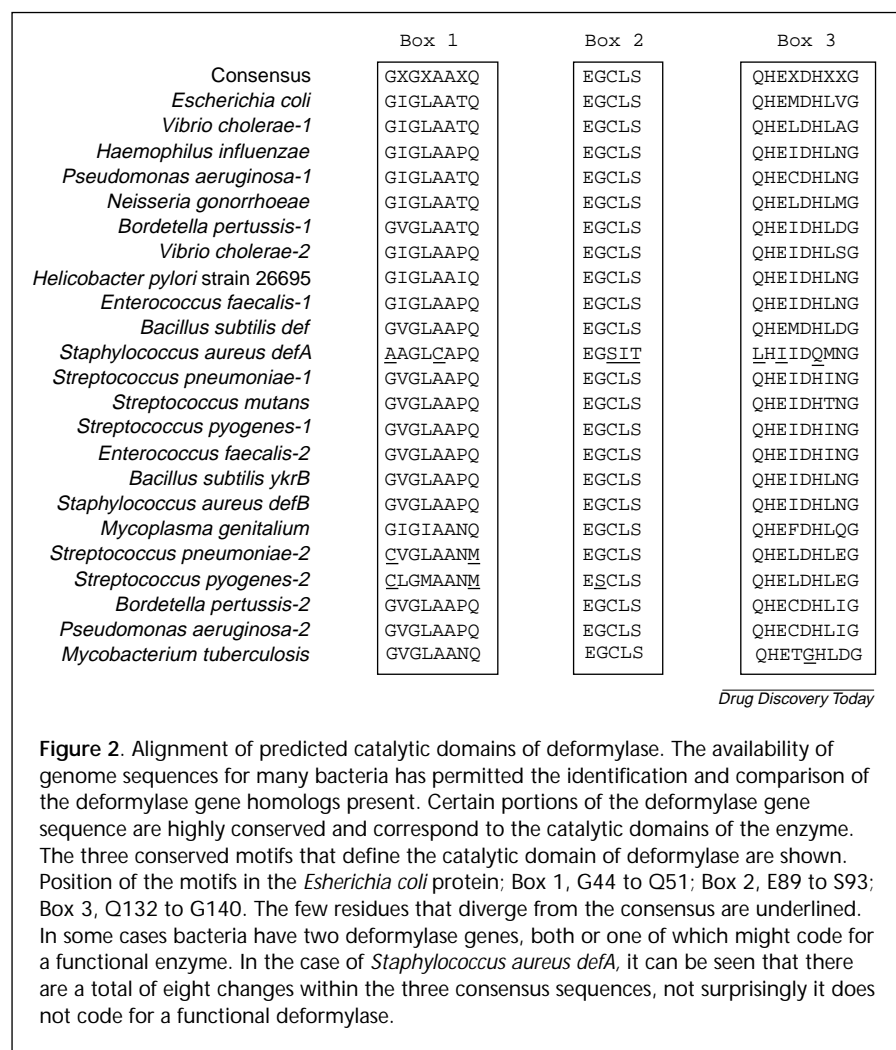 Box 1 Box 2 Box 3
Consensus GXGXAAXQ EGCLS QHEXDHXXG
Escherichia coli GIGLAATQ EGCLS QHEMDHLVG
Vibrio cholerae-1 GIGLAATQ EGCLS QHELDHLAG
Haemophilus influenzae GIGLAAPQ EGCLS QHEIDHLNG
Pseudomonas aeruginosa-1 GIGLAATQ EGCLS QHECDHLNG
Neisseria gonorrhoeae GIGLAATQ EGCLS QHELDHLMG
Bordetella pertussis-1 GVGLAATQ EGCLS QHEIDHLDG
Vibrio cholerae-2 GIGLAAPQ EGCLS QHEIDHLSG
Helicobacter pylori strain 26695 GIGLAAIQ EGCLS QHEIDHLNG
Enterococcus faecalis-1 GIGLAAPQ EGCLS QHEIDHLNG
Bacillus subtilis def GVGLAAPQ EGCLS QHEMDHLDG
Staphylococcus aureus defA AAGLCAPQ EGSIT LHIIDQMNG
Streptococcus pneumoniae-1 GVGLAAPQ EGCLS QHEIDHING
Streptococcus mutans GVGLAAPQ EGCLS QHEIDHTNG
Streptococcus pyogenes-1 GVGLAAPQ EGCLS QHEIDHING
Enterococcus faecalis-2 GVGLAAPQ EGCLS QHEIDHING
Bacillus subtilis ykrB GVGLAAPQ EGCLS QHEIDHLNG
Staphylococcus aureus defB GVGLAAPQ EGCLS QHEIDHLNG
Mycoplasma genitalium GIGIAANQ EGCLS QHEFDHLQG
Streptococcus pneumoniae-2 CVGLAANM EGCLS QHELDHLEG
Streptococcus pyogenes-2 CLGMAANM ESCLS QHELDHLEG
Bordetella pertussis-2 GVGLAAPQ EGCLS QHECDHLIG
Pseudomonas aeruginosa-2 GVGLAAPQ EGCLS QHECDHLIG
Mycobacterium tuberculosis GVGLAANQ EGCLS QHETGHLDG
Drug Discovery Today
Figure 2. Alignment of predicted catalytic domains of deformylase. The availability of
genome sequences for many bacteria has permitted the identification and comparison of
the deformylase gene homologs present. Certain portions of the deformylase gene
sequence are highly conserved and correspond to the catalytic domains of the enzyme.
The three conserved motifs that define the catalytic domain of deformylase are shown.
Position of the motifs in the Esherichia coli protein; Box 1, G44 to Q51; Box 2, E89 to S93;
Box 3, Q132 to G140. The few residues that diverge from the consensus are underlined.
In some cases bacteria have two deformylase genes, both or one of which might code for
a functional enzyme. In the case of Staphylococcus aureus defA, it can be seen that there
are a total of eight changes within the three consensus sequences, not surprisingly it does
not code for a functional deformylase.